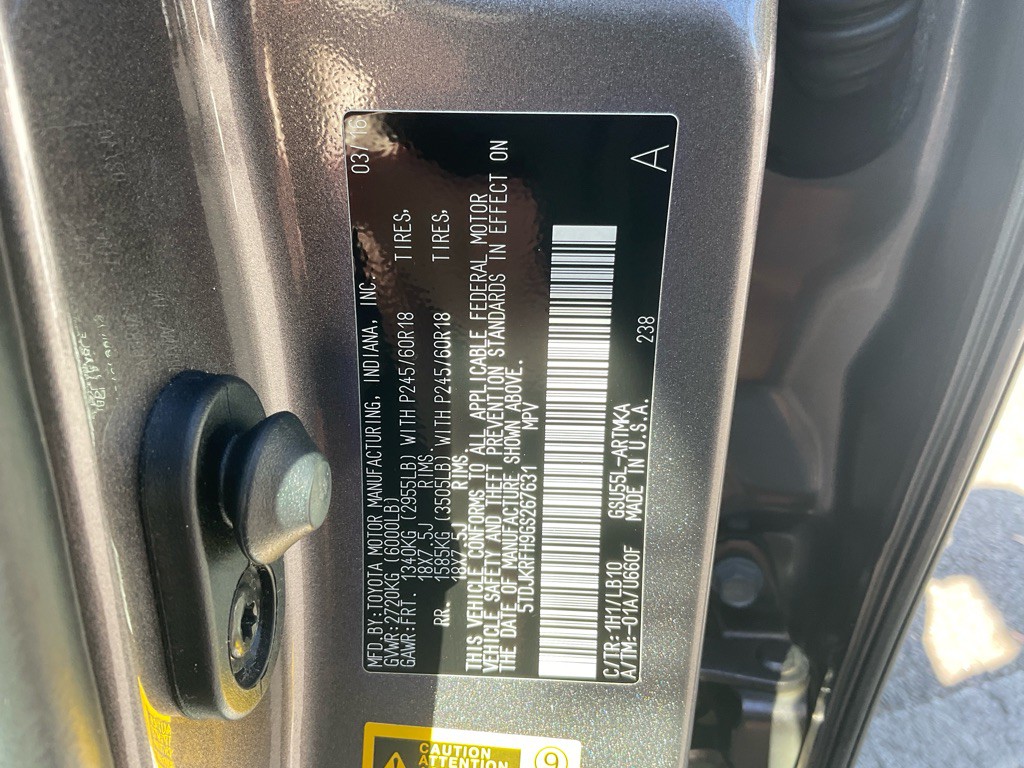 MFD.BY:TOYOTA MOTOR MANUFACTURING, INDIANA, INC. 03/16
GVWR:2720KG (6000LB)
GAWR:FRT. 1340KG (2955LB) WITH P245/60R18 TIRES,
18X7.5J RIMS,
RR. 1585KG (3505LB) WITH P245/60R18 TIRES,
18X7.5J RIMS
THIS VEHICLE CONFORMS TO ALL APPLICABLE FEDERAL MOTOR
VEHICLE SAFETY AND THEFT PREVENTION STANDARDS IN EFFECT ON
THE DATE OF MANUFACTURE SHOWN ABOVE.
5TDJKRFH9GS267631 MPV
C/TR:1H1/LB10 GSU55L-ARTMKA 238 A
A/TM:-01A/U660F MADE IN U.S.A.
CAUTION
ATTENTION
9